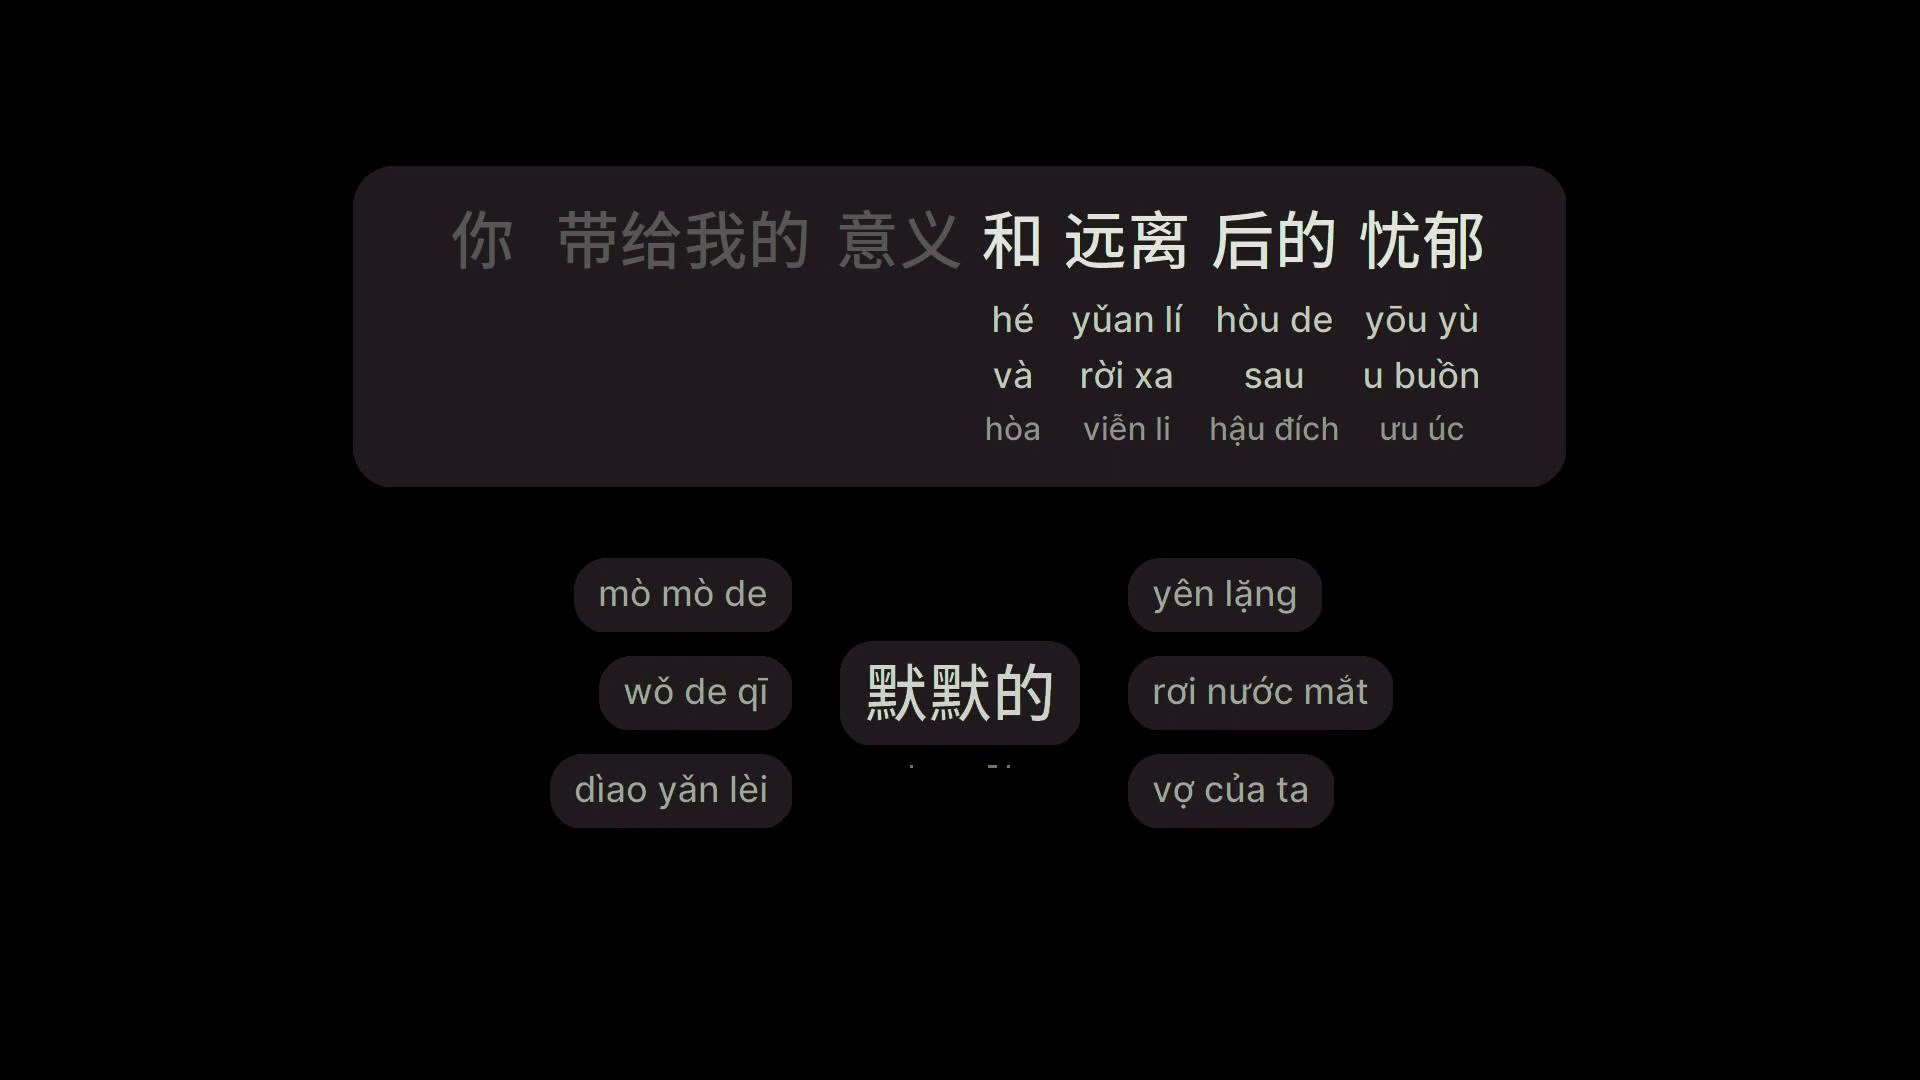 你 带给我的 意义 和 远离 后的 忧郁
hé yuǎn lí hòu de yōu yù
và rời xa sau u buồn
hòa viễn li hậu đích ưu úc
mò mò de
yên lặng
默默的
wǒ de qī
rơi nước mắt
dìao yǎn lèi
vợ của ta